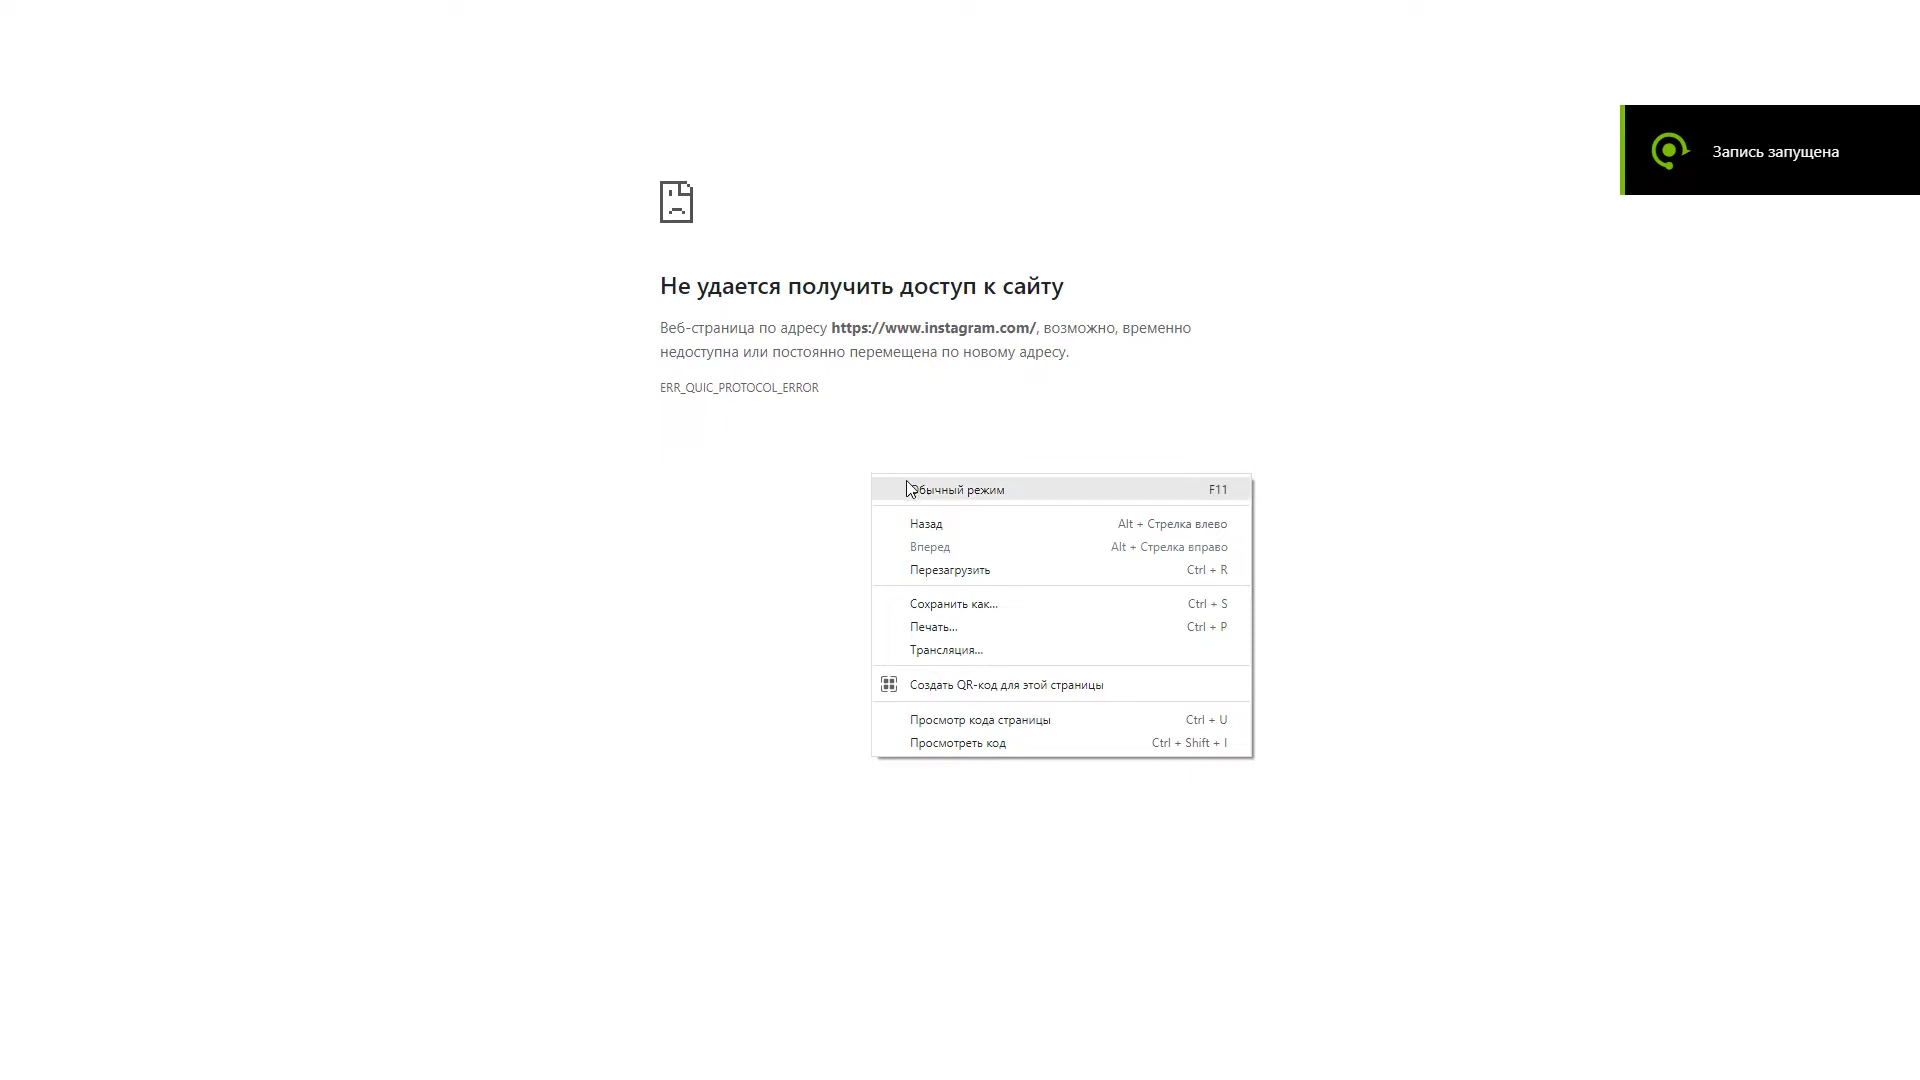 Запись запущена
Не удается получить доступ к сайту
Веб-страница по адресу https://www.instagram.com/, возможно, временно
недоступна или постоянно перемещена по новому адресу.
ERR_QUIC_PROTOCOL_ERROR
Обычный режим F11
Назад Alt + Стрелка влево
Вперед Alt + Стрелка вправо
Перезагрузить Ctrl + R
Сохранить как... Ctrl + S
Печать... Ctrl + P
Трансляция...
Создать QR-код для этой страницы
Просмотр кода страницы Ctrl + U
Просмотреть код Ctrl + Shift + I